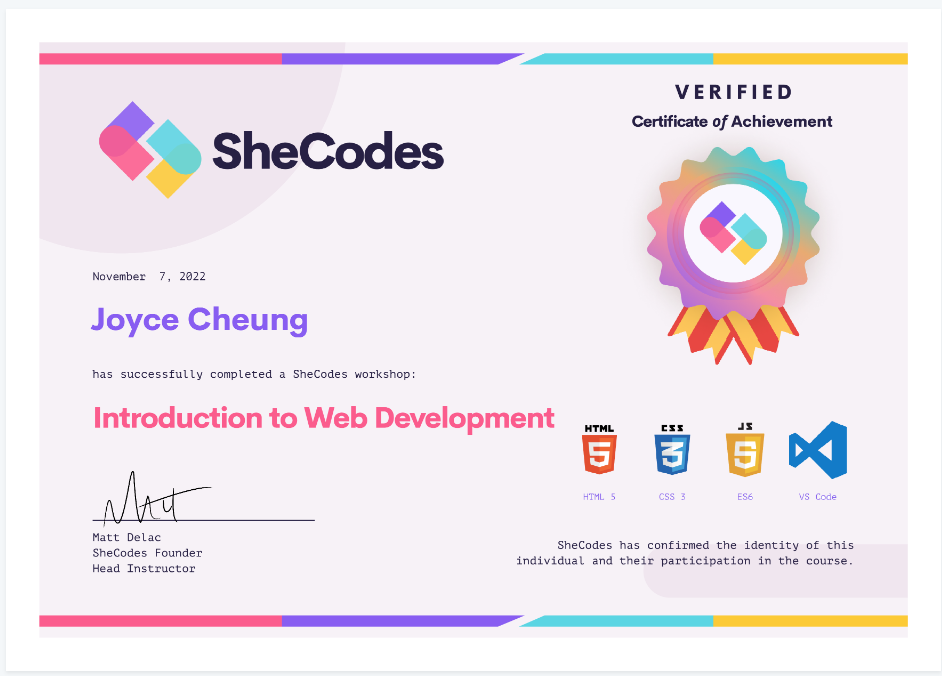 VERIFIED
Certificate of Achievement
SheCodes
November 7, 2022
Joyce Cheung
has successfully completed a SheCodes workshop:
Introduction to Web Development
HTML CSS JS
5 3 5
HTML 5 CSS 3 ES6 VS Code
Matt Delac
SheCodes Founder
Head Instructor
SheCodes has confirmed the identity of this
individual and their participation in the course.